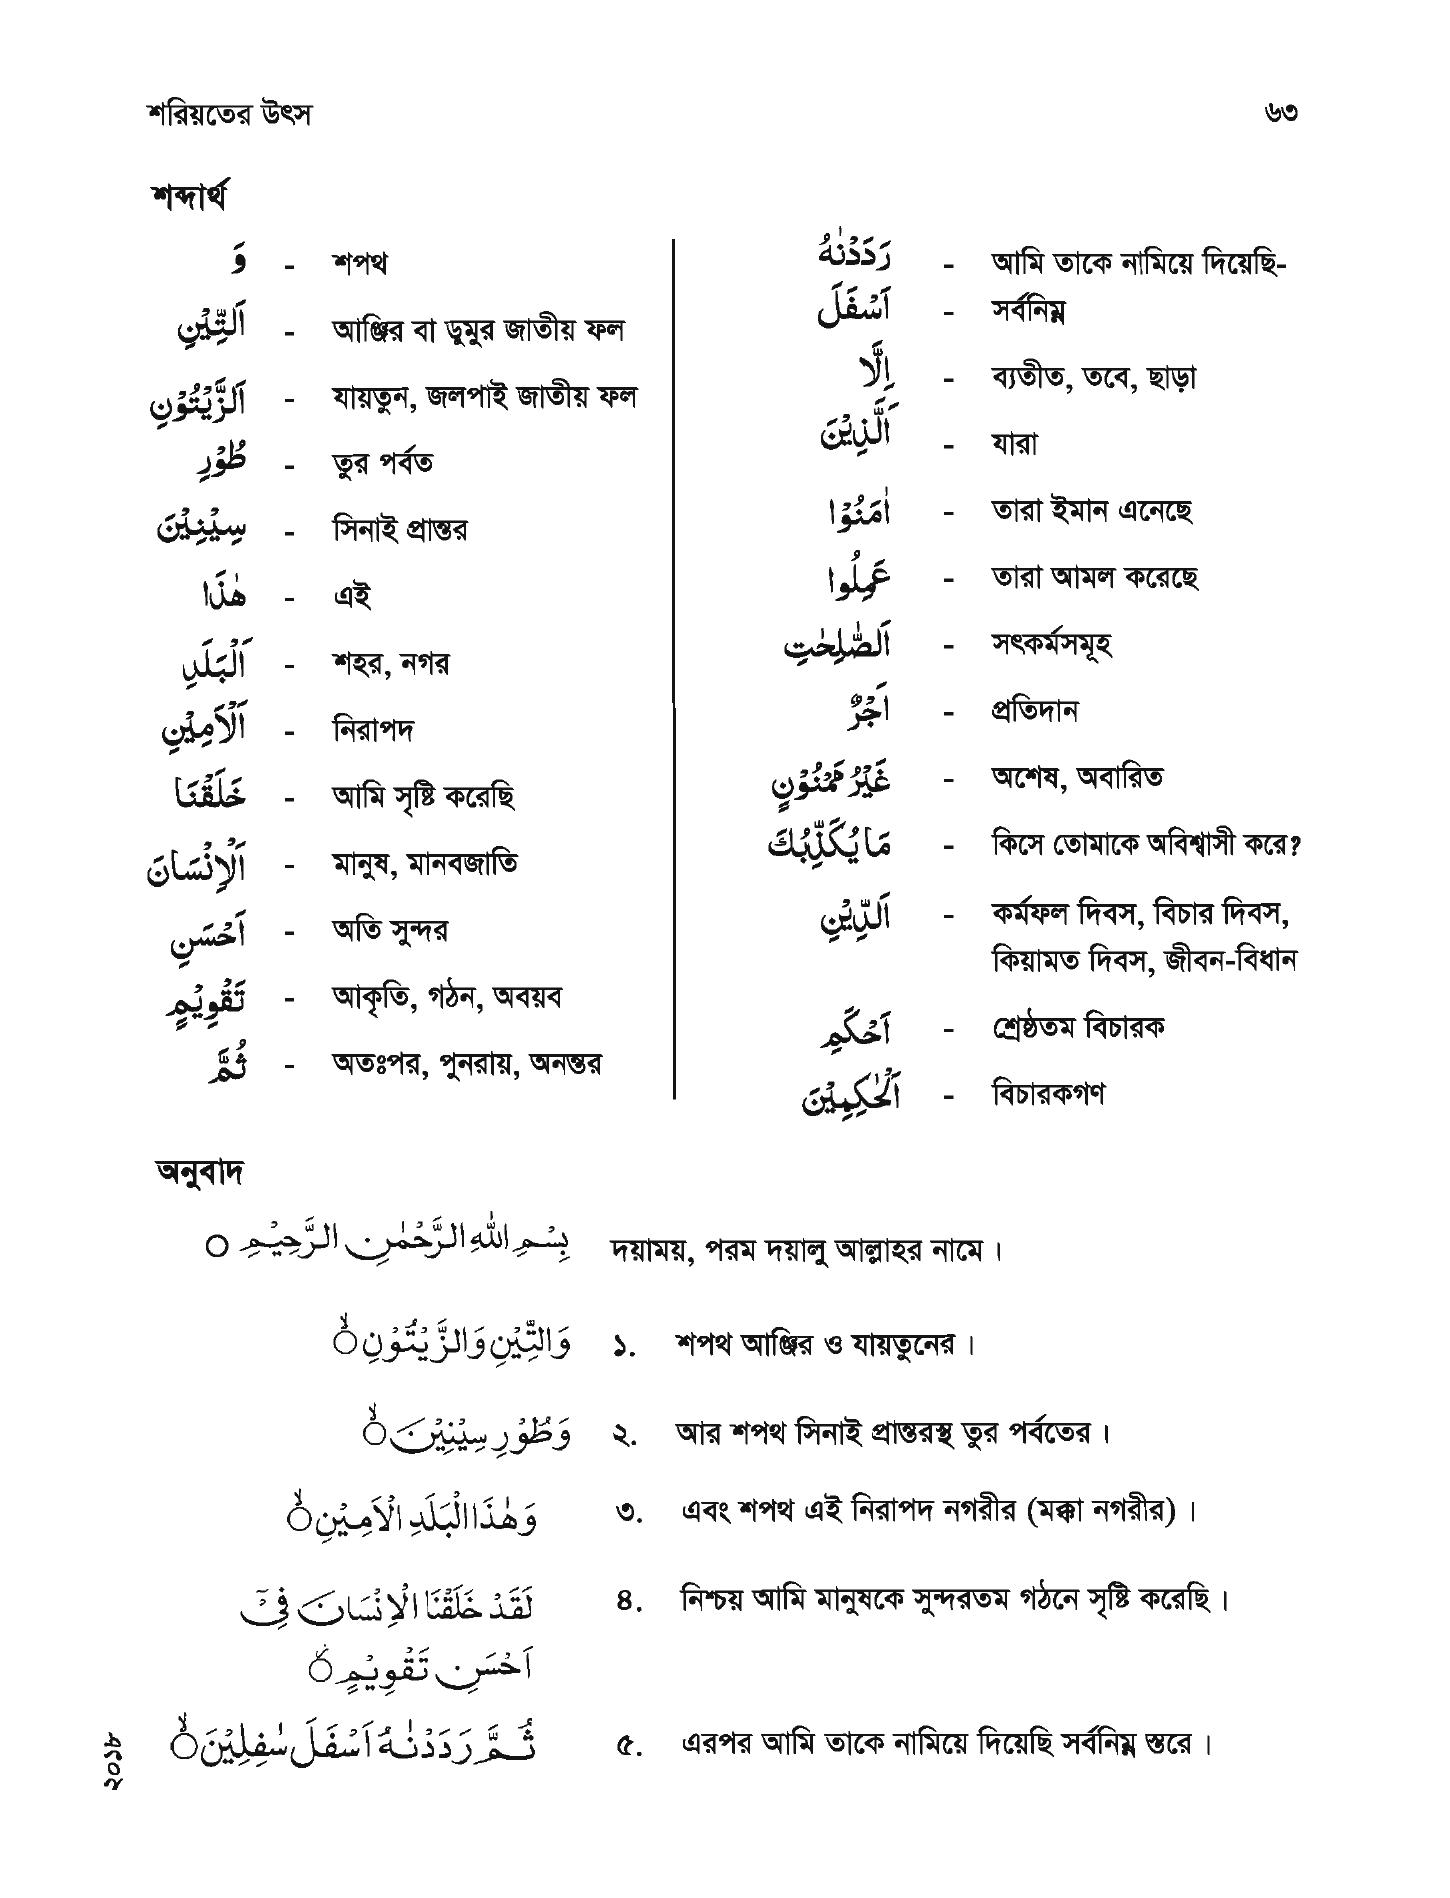 শরিয়তের উৎস ৬৩
শব্দার্থ
وَ - শপথ
اَلتِّيْنِ - আঞ্জির বা ডুমুর জাতীয় ফল
اَلزَّيْتُوْنِ - যায়তুন, জলপাই জাতীয় ফল
طُوْرِ - তুর পর্বত
سِيْنِيْنَ - সিনাই প্রান্তর
هٰذَا - এই
اَلْبَلَدِ - শহর, নগর
اَلْاَمِيْنِ - নিরাপদ
خَلَقْنَا - আমি সৃষ্টি করেছি
اَلْاِنْسَانَ - মানুষ, মানবজাতি
اَحْسَنِ - অতি সুন্দর
تَقْوِيْمٍ - আকৃতি, গঠন, অবয়ব
ثُمَّ - অতঃপর, পুনরায়, অনন্তর
رَدَدْنٰهُ - আমি তাকে নামিয়ে দিয়েছি-
اَسْفَلَ - সর্বনিম্ন
اِلَّا - ব্যতীত, তবে, ছাড়া
اَلَّذِيْنَ - যারা
اٰمَنُوْا - তারা ইমান এনেছে
عَمِلُوا - তারা আমল করেছে
اَلصّٰلِحٰتِ - সৎকর্মসমূহ
اَجْرٌ - প্রতিদান
غَيْرُ مَمْنُوْنٍ - অশেষ, অবারিত
مَا يُكَذِّبُكَ - কিসে তোমাকে অবিশ্বাসী করে?
اَلدِّيْنِ - কর্মফল দিবস, বিচার দিবস,
কিয়ামত দিবস, জীবন-বিধান
اَحْكَمِ - শ্রেষ্ঠতম বিচারক
اَلْحٰكِمِيْنَ - বিচারকগণ
অনুবাদ
بِسْمِ اللهِ الرَّحْمٰنِ الرَّحِيْمِ ○ দয়াময়, পরম দয়ালু আল্লাহর নামে।
وَالتِّيْنِ وَالزَّيْتُوْنِ ○ۙ ১. শপথ আঞ্জির ও যায়তুনের।
وَطُوْرِ سِيْنِيْنَ ○ۙ ২. আর শপথ সিনাই প্রান্তরস্থ তুর পর্বতের।
وَهٰذَا الْبَلَدِ الْاَمِيْنِ ○ۙ ৩. এবং শপথ এই নিরাপদ নগরীর (মক্কা নগরীর)।
لَقَدْ خَلَقْنَا الْاِنْسَانَ فِيْۤ ৪. নিশ্চয় আমি মানুষকে সুন্দরতম গঠনে সৃষ্টি করেছি।
اَحْسَنِ تَقْوِيْمٍ ○ۙ
ثُمَّ رَدَدْنٰهُ اَسْفَلَ سٰفِلِيْنَ ○ۙ ৫. এরপর আমি তাকে নামিয়ে দিয়েছি সর্বনিম্ন স্তরে।
২০১৮